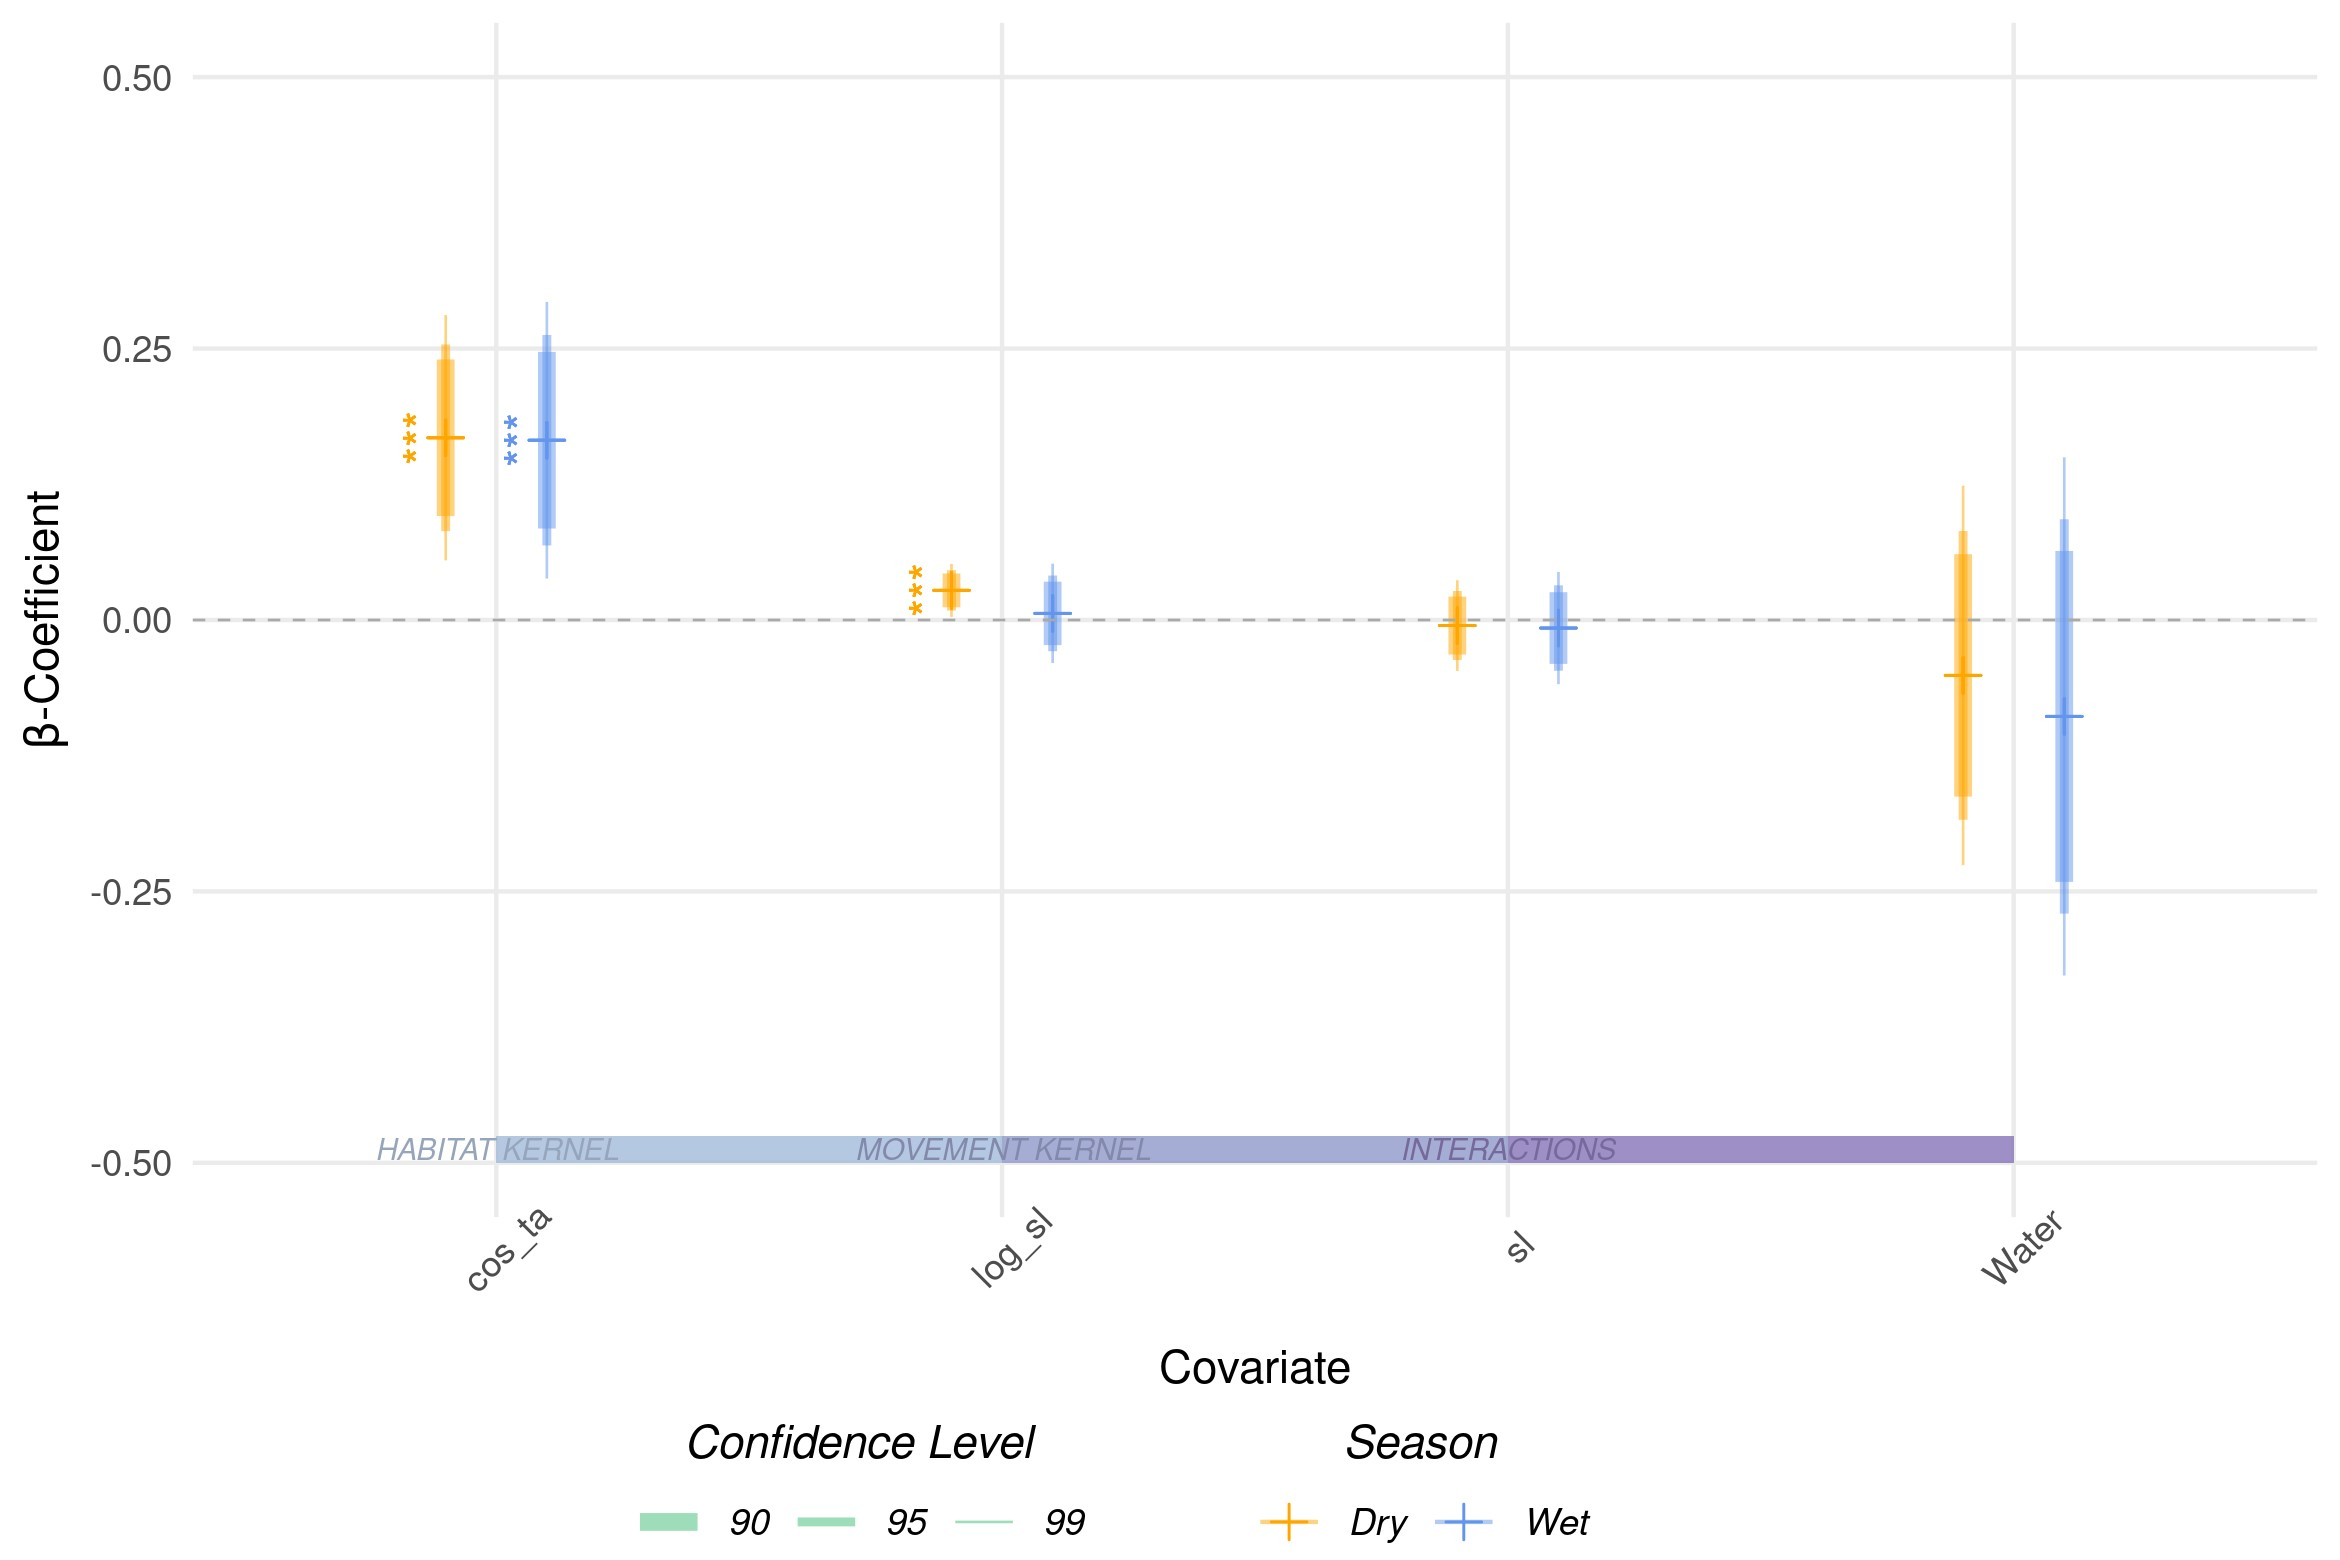 0.50
0.25
0.00
-0.25
-0.50
β-Coefficient
***
***
***
HABITAT KERNEL
MOVEMENT KERNEL
INTERACTIONS
cos_ta
log_sl
sl
Water
Covariate
Confidence Level
90
95
99
Season
Dry
Wet